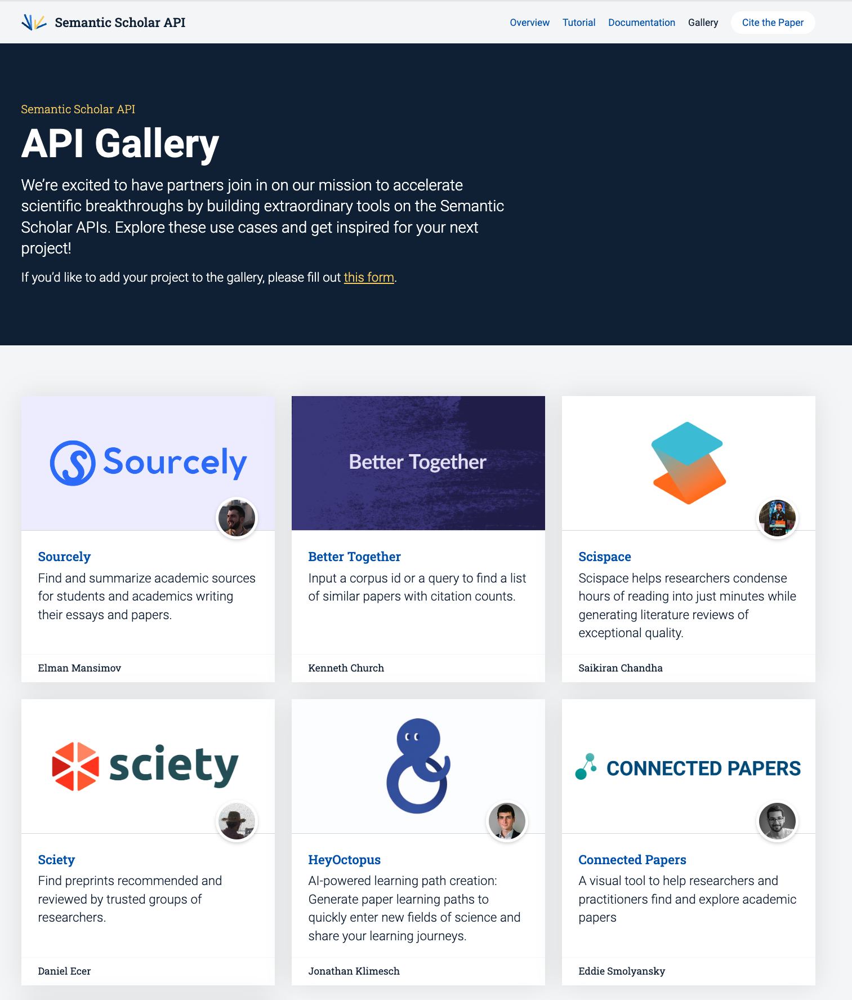 Semantic Scholar API
Overview
Tutorial
Documentation
Gallery
Cite the Paper
Semantic Scholar API
API Gallery
We’re excited to have partners join in on our mission to accelerate
scientific breakthroughs by building extraordinary tools on the Semantic
Scholar APIs. Explore these use cases and get inspired for your next
project!
If you’d like to add your project to the gallery, please fill out this form.
Sourcely
Sourcely
Find and summarize academic sources
for students and academics writing
their essays and papers.
Elman Mansimov
Better Together
Better Together
Input a corpus id or a query to find a list
of similar papers with citation counts.
Kenneth Church
Scispace
Scispace helps researchers condense
hours of reading into just minutes while
generating literature reviews of
exceptional quality.
Saikiran Chandha
sciety
Sciety
Find preprints recommended and
reviewed by trusted groups of
researchers.
Daniel Ecer
HeyOctopus
AI-powered learning path creation:
Generate paper learning paths to
quickly enter new fields of science and
share your learning journeys.
Jonathan Klimesch
CONNECTED PAPERS
Connected Papers
A visual tool to help researchers and
practitioners find and explore academic
papers
Eddie Smolyansky